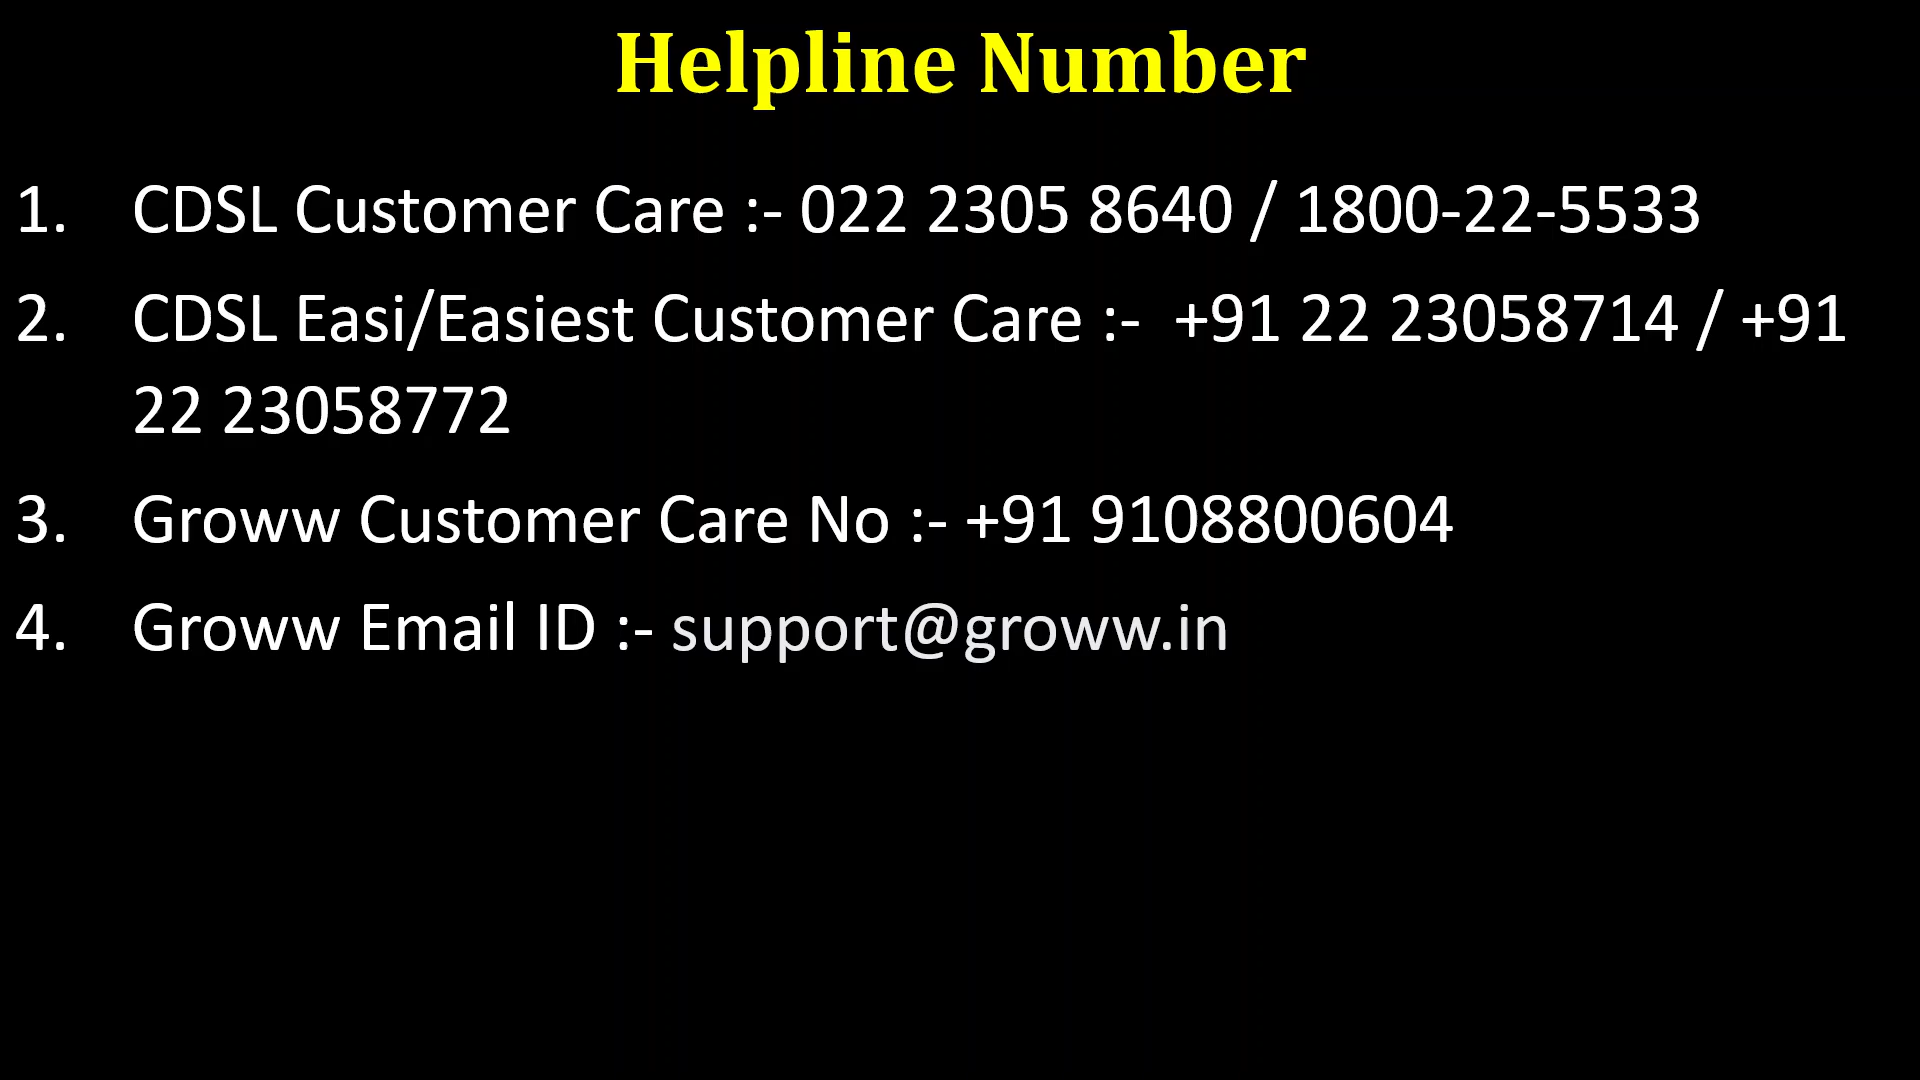 Helpline Number
1. CDSL Customer Care :- 022 2305 8640 / 1800-22-5533
2. CDSL Easi/Easiest Customer Care :-  +91 22 23058714 / +91
22 23058772
3. Groww Customer Care No :- +91 9108800604
4. Groww Email ID :- support@groww.in